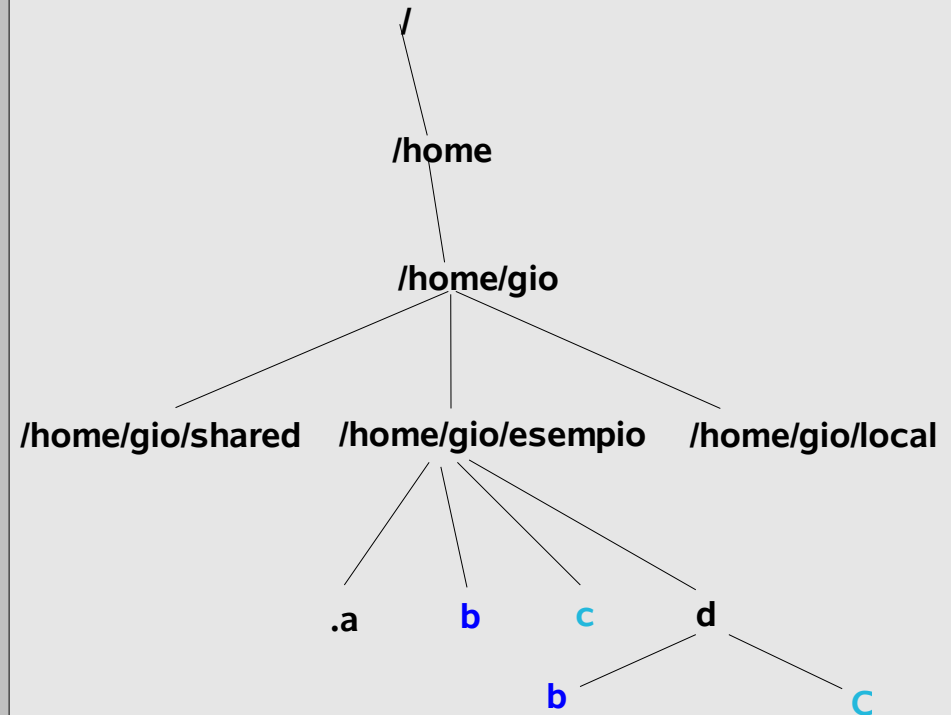 /
/home
/home/gio
/home/gio/shared /home/gio/esempio /home/gio/local
.a b c d
b C